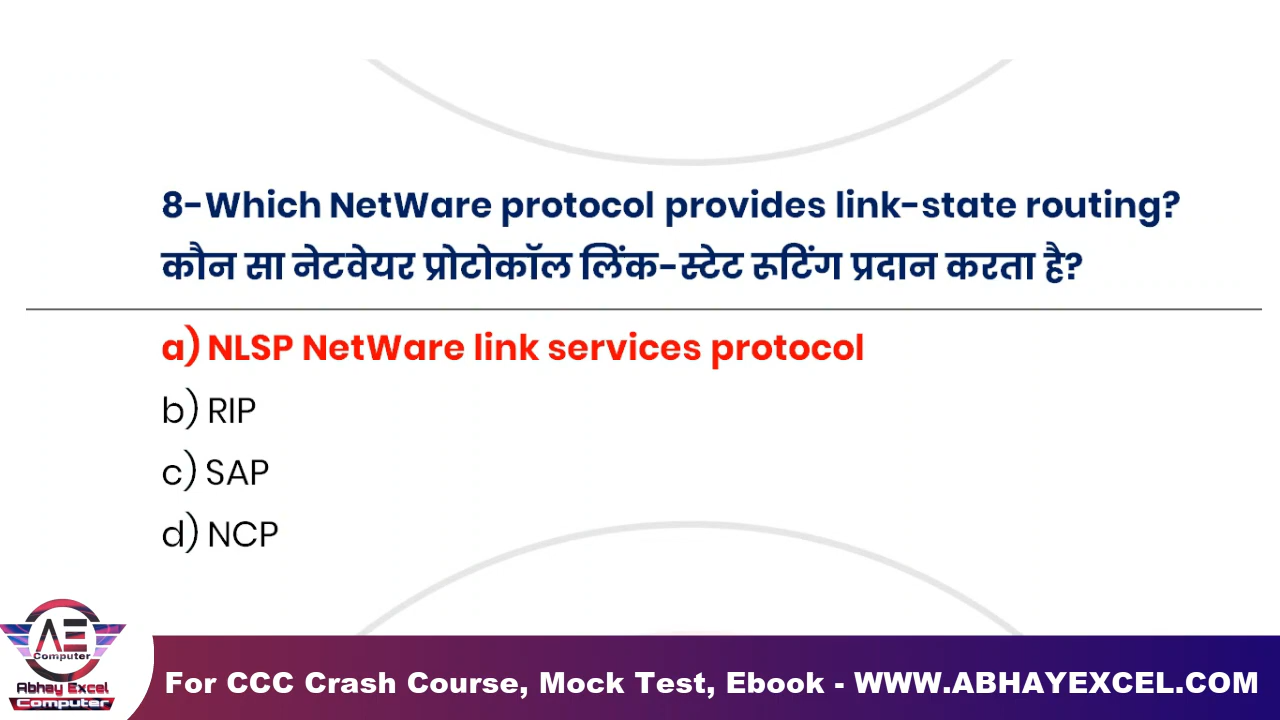 8-Which NetWare protocol provides link-state routing?
कौन सा नेटवेयर प्रोटोकॉल लिंक-स्टेट रूटिंग प्रदान करता है?
a) NLSP NetWare link services protocol
b) RIP
c) SAP
d) NCP
AE
Computer
Abhay Excel
Computer
For CCC Crash Course, Mock Test, Ebook - WWW.ABHAYEXCEL.COM